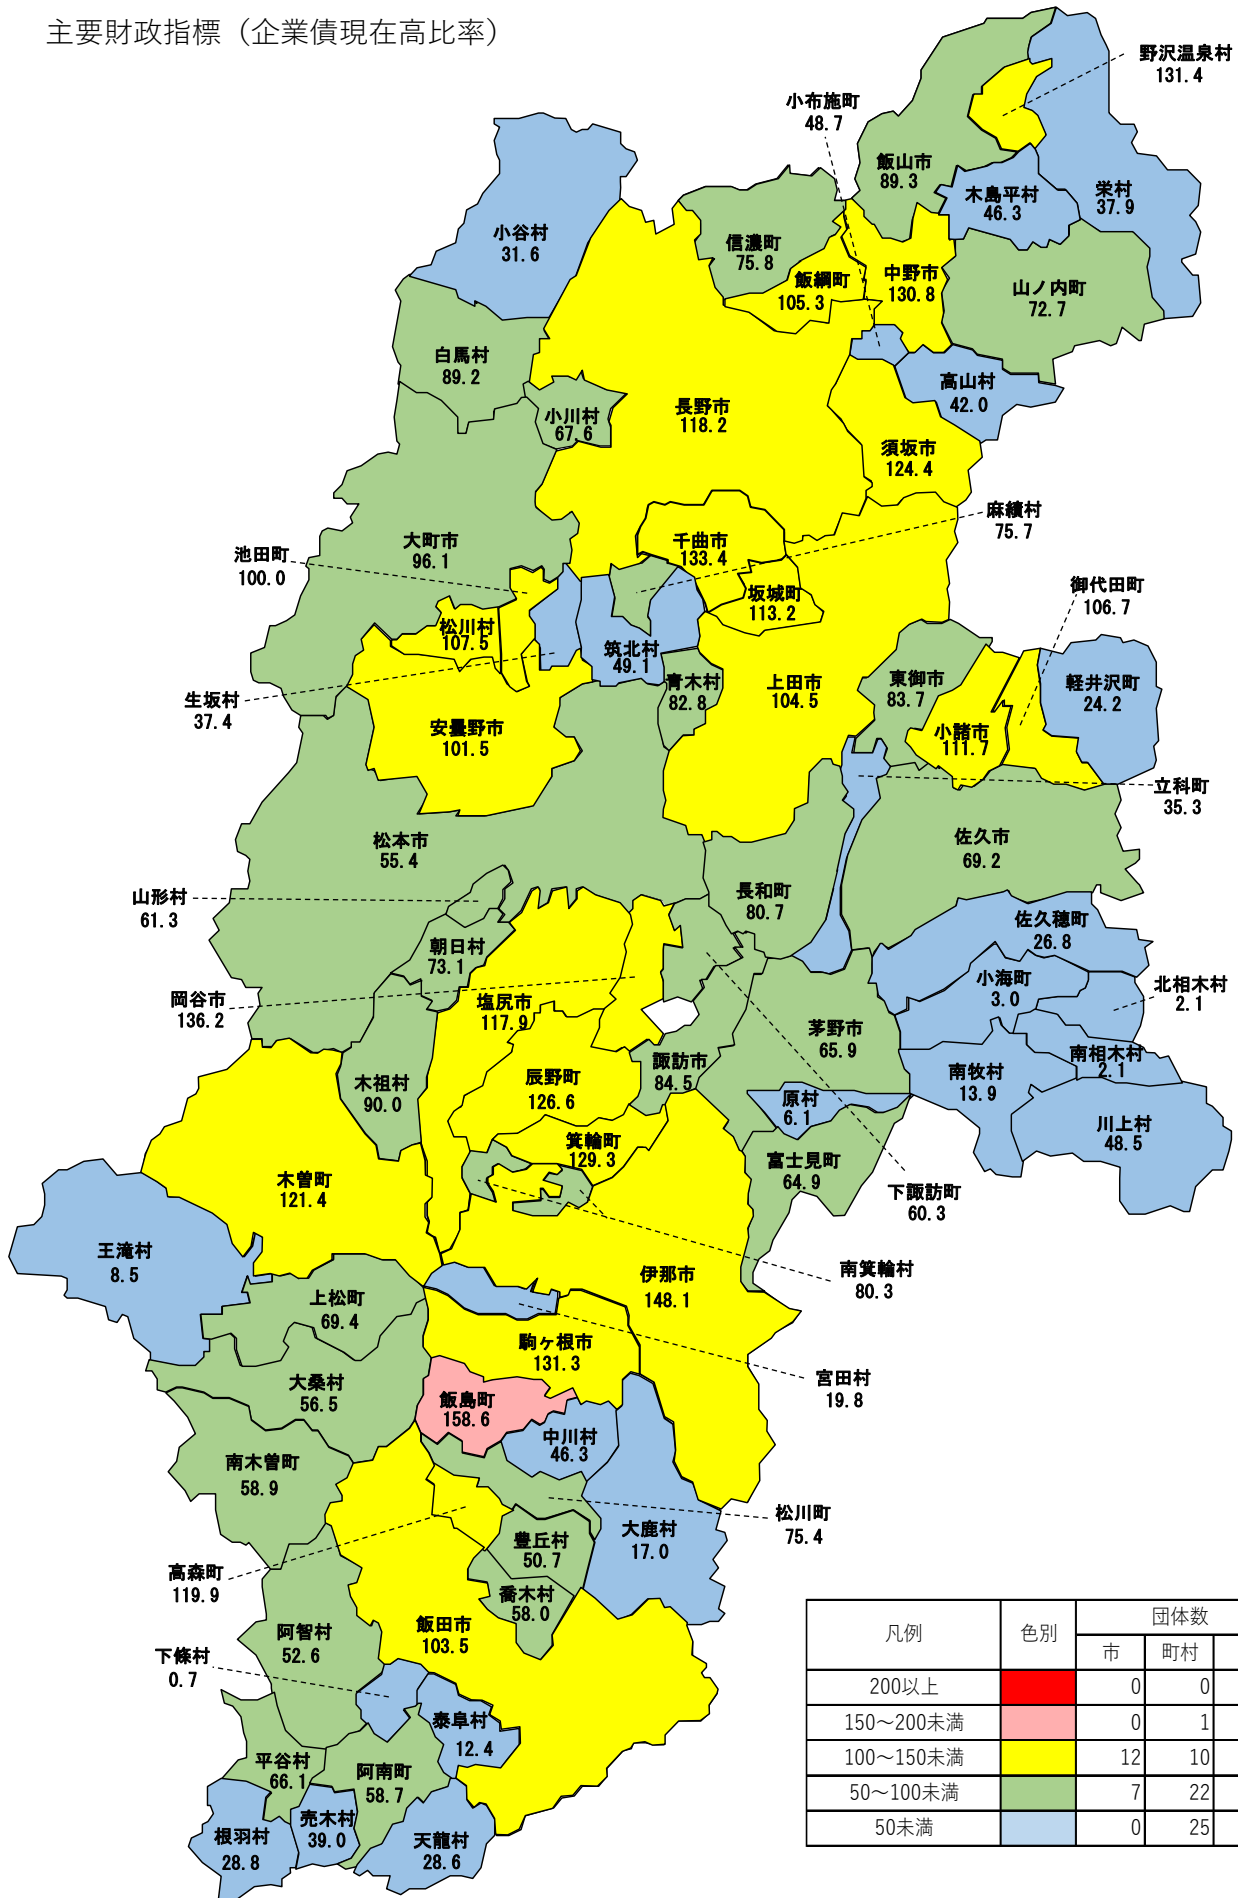 主要財政指標（企業債現在高比率）
野沢温泉村
131.4
小布施町
48.7
飯山市
89.3
木島平村
46.3
栄村
37.9
小谷村
31.6
信濃町
75.8
飯綱町
105.3
中野市
130.8
山ノ内町
72.7
白馬村
89.2
高山村
42.0
小川村
67.6
長野市
118.2
須坂市
124.4
麻績村
75.7
大町市
96.1
池田町
100.0
千曲市
133.4
坂城町
113.2
御代田町
106.7
松川村
107.5
筑北村
49.1
青木村
82.8
上田市
104.5
東御市
83.7
軽井沢町
24.2
生坂村
37.4
安曇野市
101.5
小諸市
111.7
立科町
35.3
松本市
55.4
佐久市
69.2
山形村
61.3
長和町
80.7
朝日村
73.1
佐久穂町
26.8
小海町
3.0
北相木村
2.1
岡谷市
136.2
塩尻市
117.9
茅野市
65.9
諏訪市
84.5
南相木村
2.1
南牧村
13.9
木祖村
90.0
辰野町
126.6
原村
6.1
川上村
48.5
箕輪町
129.3
富士見町
64.9
木曽町
121.4
下諏訪町
60.3
王滝村
8.5
南箕輪村
80.3
伊那市
148.1
上松町
69.4
駒ヶ根市
131.3
宮田村
19.8
大桑村
56.5
飯島町
158.6
中川村
46.3
南木曽町
58.9
松川町
75.4
大鹿村
17.0
豊丘村
50.7
高森町
119.9
喬木村
58.0
飯田市
103.5
阿智村
52.6
下條村
0.7
泰阜村
12.4
平谷村
66.1
阿南町
58.7
売木村
39.0
根羽村
28.8
天龍村
28.6
凡例 色別 団体数
市 町村
200以上 0 0
150～200未満 0 1
100～150未満 12 10
50～100未満 7 22
50未満 0 25